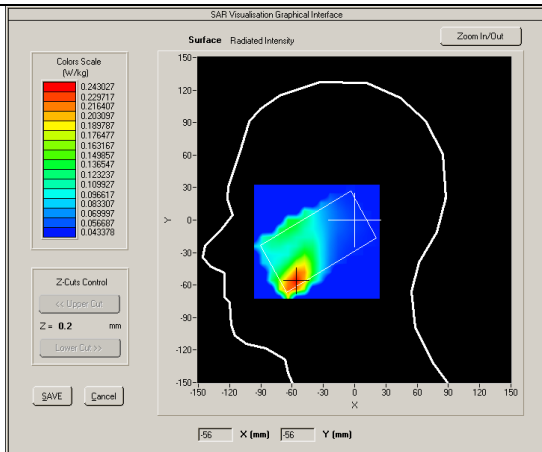 SAR Visualisation Graphical Interface
Surface Radiated Intensity
Zoom In/Out
Colors Scale
(W/kg)
0.243027
0.229717
0.216407
0.203097
0.189787
0.176477
0.163167
0.149857
0.136547
0.123237
0.109927
0.096617
0.083307
0.069997
0.056687
0.043378
Z-Cuts Control
<< Upper Cut
Z = 0.2 mm
Lower Cut >>
SAVE Cancel
150-
120-
90-
60-
30-
0-
-30-
-60-
-90-
-120-
-150-
Y
-150 -120 -90 -60 -30 0 30 60 90 120 150
X
-56 X (mm) -56 Y (mm)